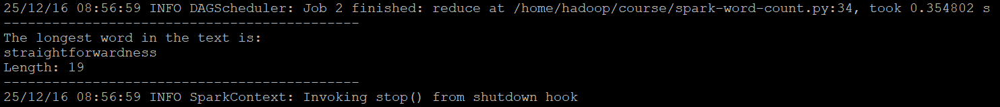 25/12/16 08:56:59 INFO DAGScheduler: Job 2 finished: reduce at /home/hadoop/course/spark-word-count.py:34, took 0.354802 s
--------------------------------------------
The longest word in the text is:
straightforwardness
Length: 19
--------------------------------------------
25/12/16 08:56:59 INFO SparkContext: Invoking stop() from shutdown hook